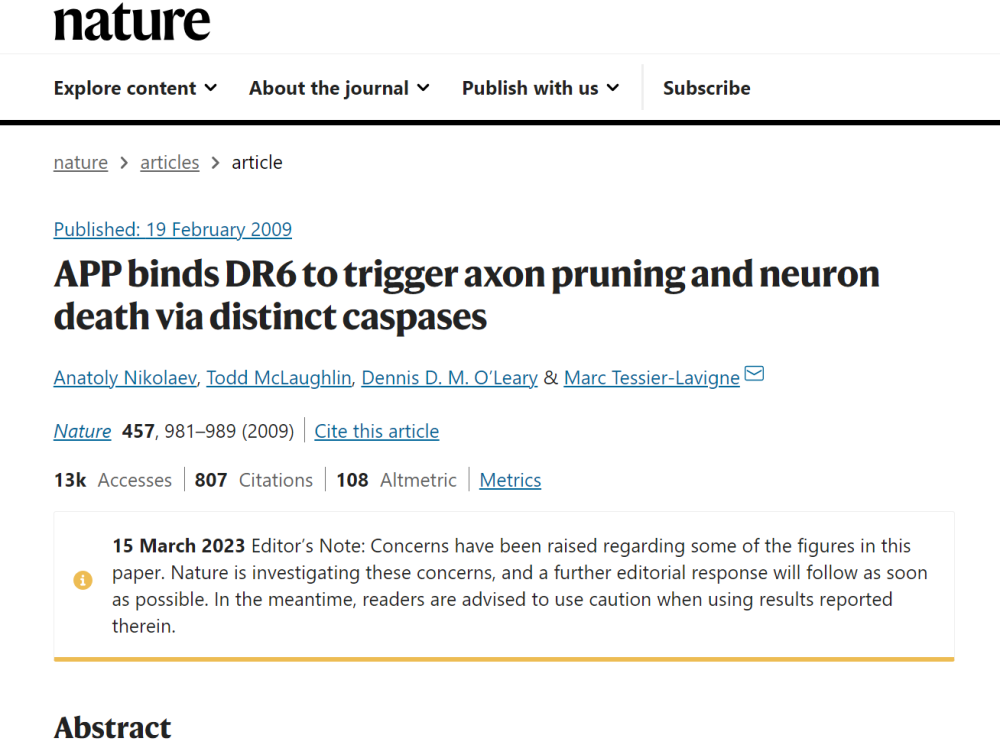 nature
Explore content About the journal Publish with us Subscribe
nature > articles > article
Published: 19 February 2009
APP binds DR6 to trigger axon pruning and neuron
death via distinct caspases
Anatoly Nikolaev, Todd McLaughlin, Dennis D. M. O’Leary & Marc Tessier-Lavigne
Nature 457, 981–989 (2009) Cite this article
13k Accesses 807 Citations 108 Altmetric Metrics
15 March 2023 Editor’s Note: Concerns have been raised regarding some of the figures in this
paper. Nature is investigating these concerns, and a further editorial response will follow as soon
as possible. In the meantime, readers are advised to use caution when using results reported
therein.
Abstract